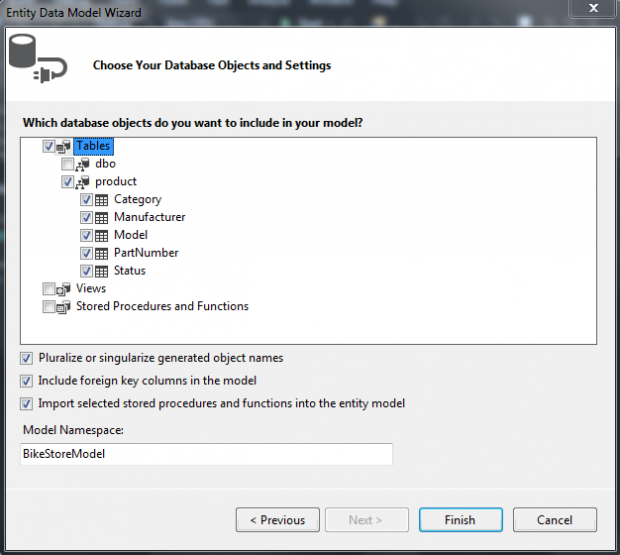 Entity Data Model Wizard
x
Choose Your Database Objects and Settings
Which database objects do you want to include in your model?
Tables
dbo
product
Category
Manufacturer
Model
PartNumber
Status
Views
Stored Procedures and Functions
Pluralize or singularize generated object names
Include foreign key columns in the model
Import selected stored procedures and functions into the entity model
Model Namespace:
BikeStoreModel
< Previous Next > Finish Cancel